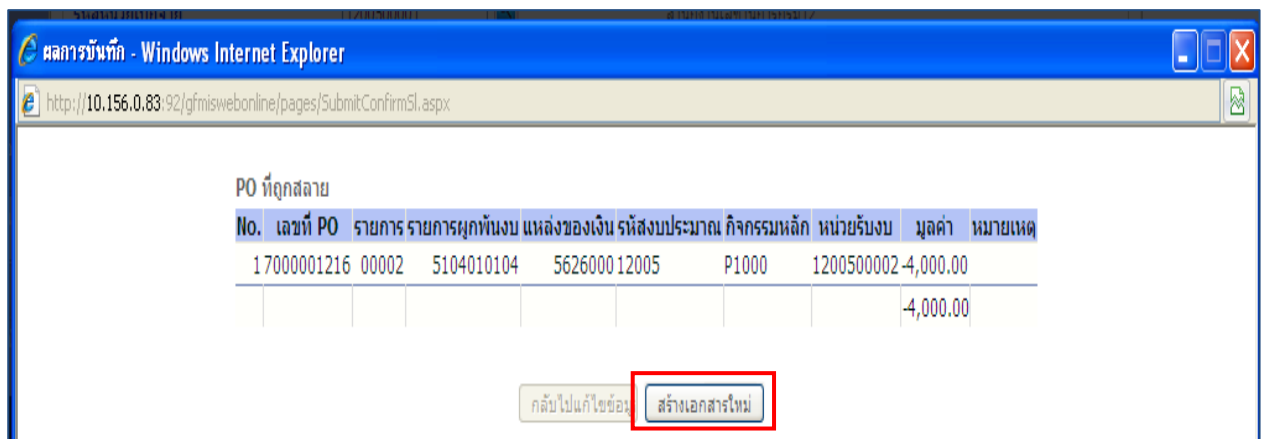 ผลการบันทึก - Windows Internet Explorer
http://10.156.0.83:92/gfmiswebonline/pages/SubmitConfirmSl.aspx
PO ที่ถูกสลาย
No. เลขที่ PO รายการ รายการผูกพันงบ แหล่งของเงิน รหัสงบประมาณ กิจกรรมหลัก หน่วยรับงบ มูลค่า หมายเหตุ
1 7000001216 00002 5104010104 5626000 12005 P1000 1200500002 -4,000.00
-4,000.00
กลับไปแก้ไขข้อมู สร้างเอกสารใหม่